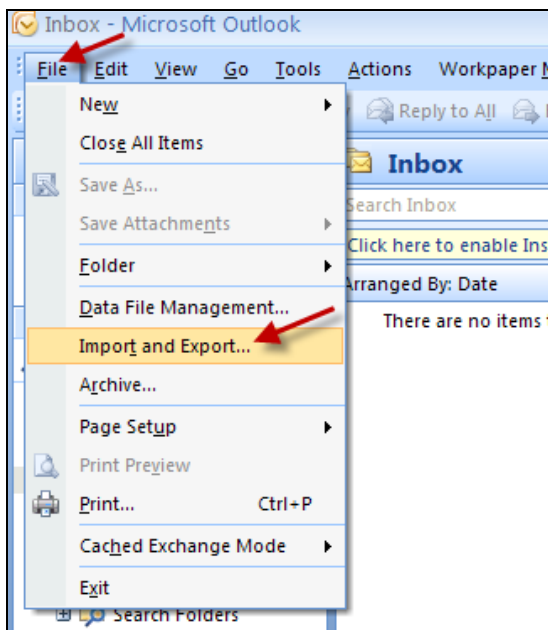 Inbox - Microsoft Outlook
File Edit View Go Tools Actions Workpaper
New
Reply to All
Close All Items
Inbox
Save As...
Search Inbox
Save Attachments
Click here to enable Ins
Folder
Arranged By: Date
Data File Management...
There are no items
Import and Export...
Archive...
Page Setup
Print Preview
Print... Ctrl+P
Cached Exchange Mode
Exit
Search Folders